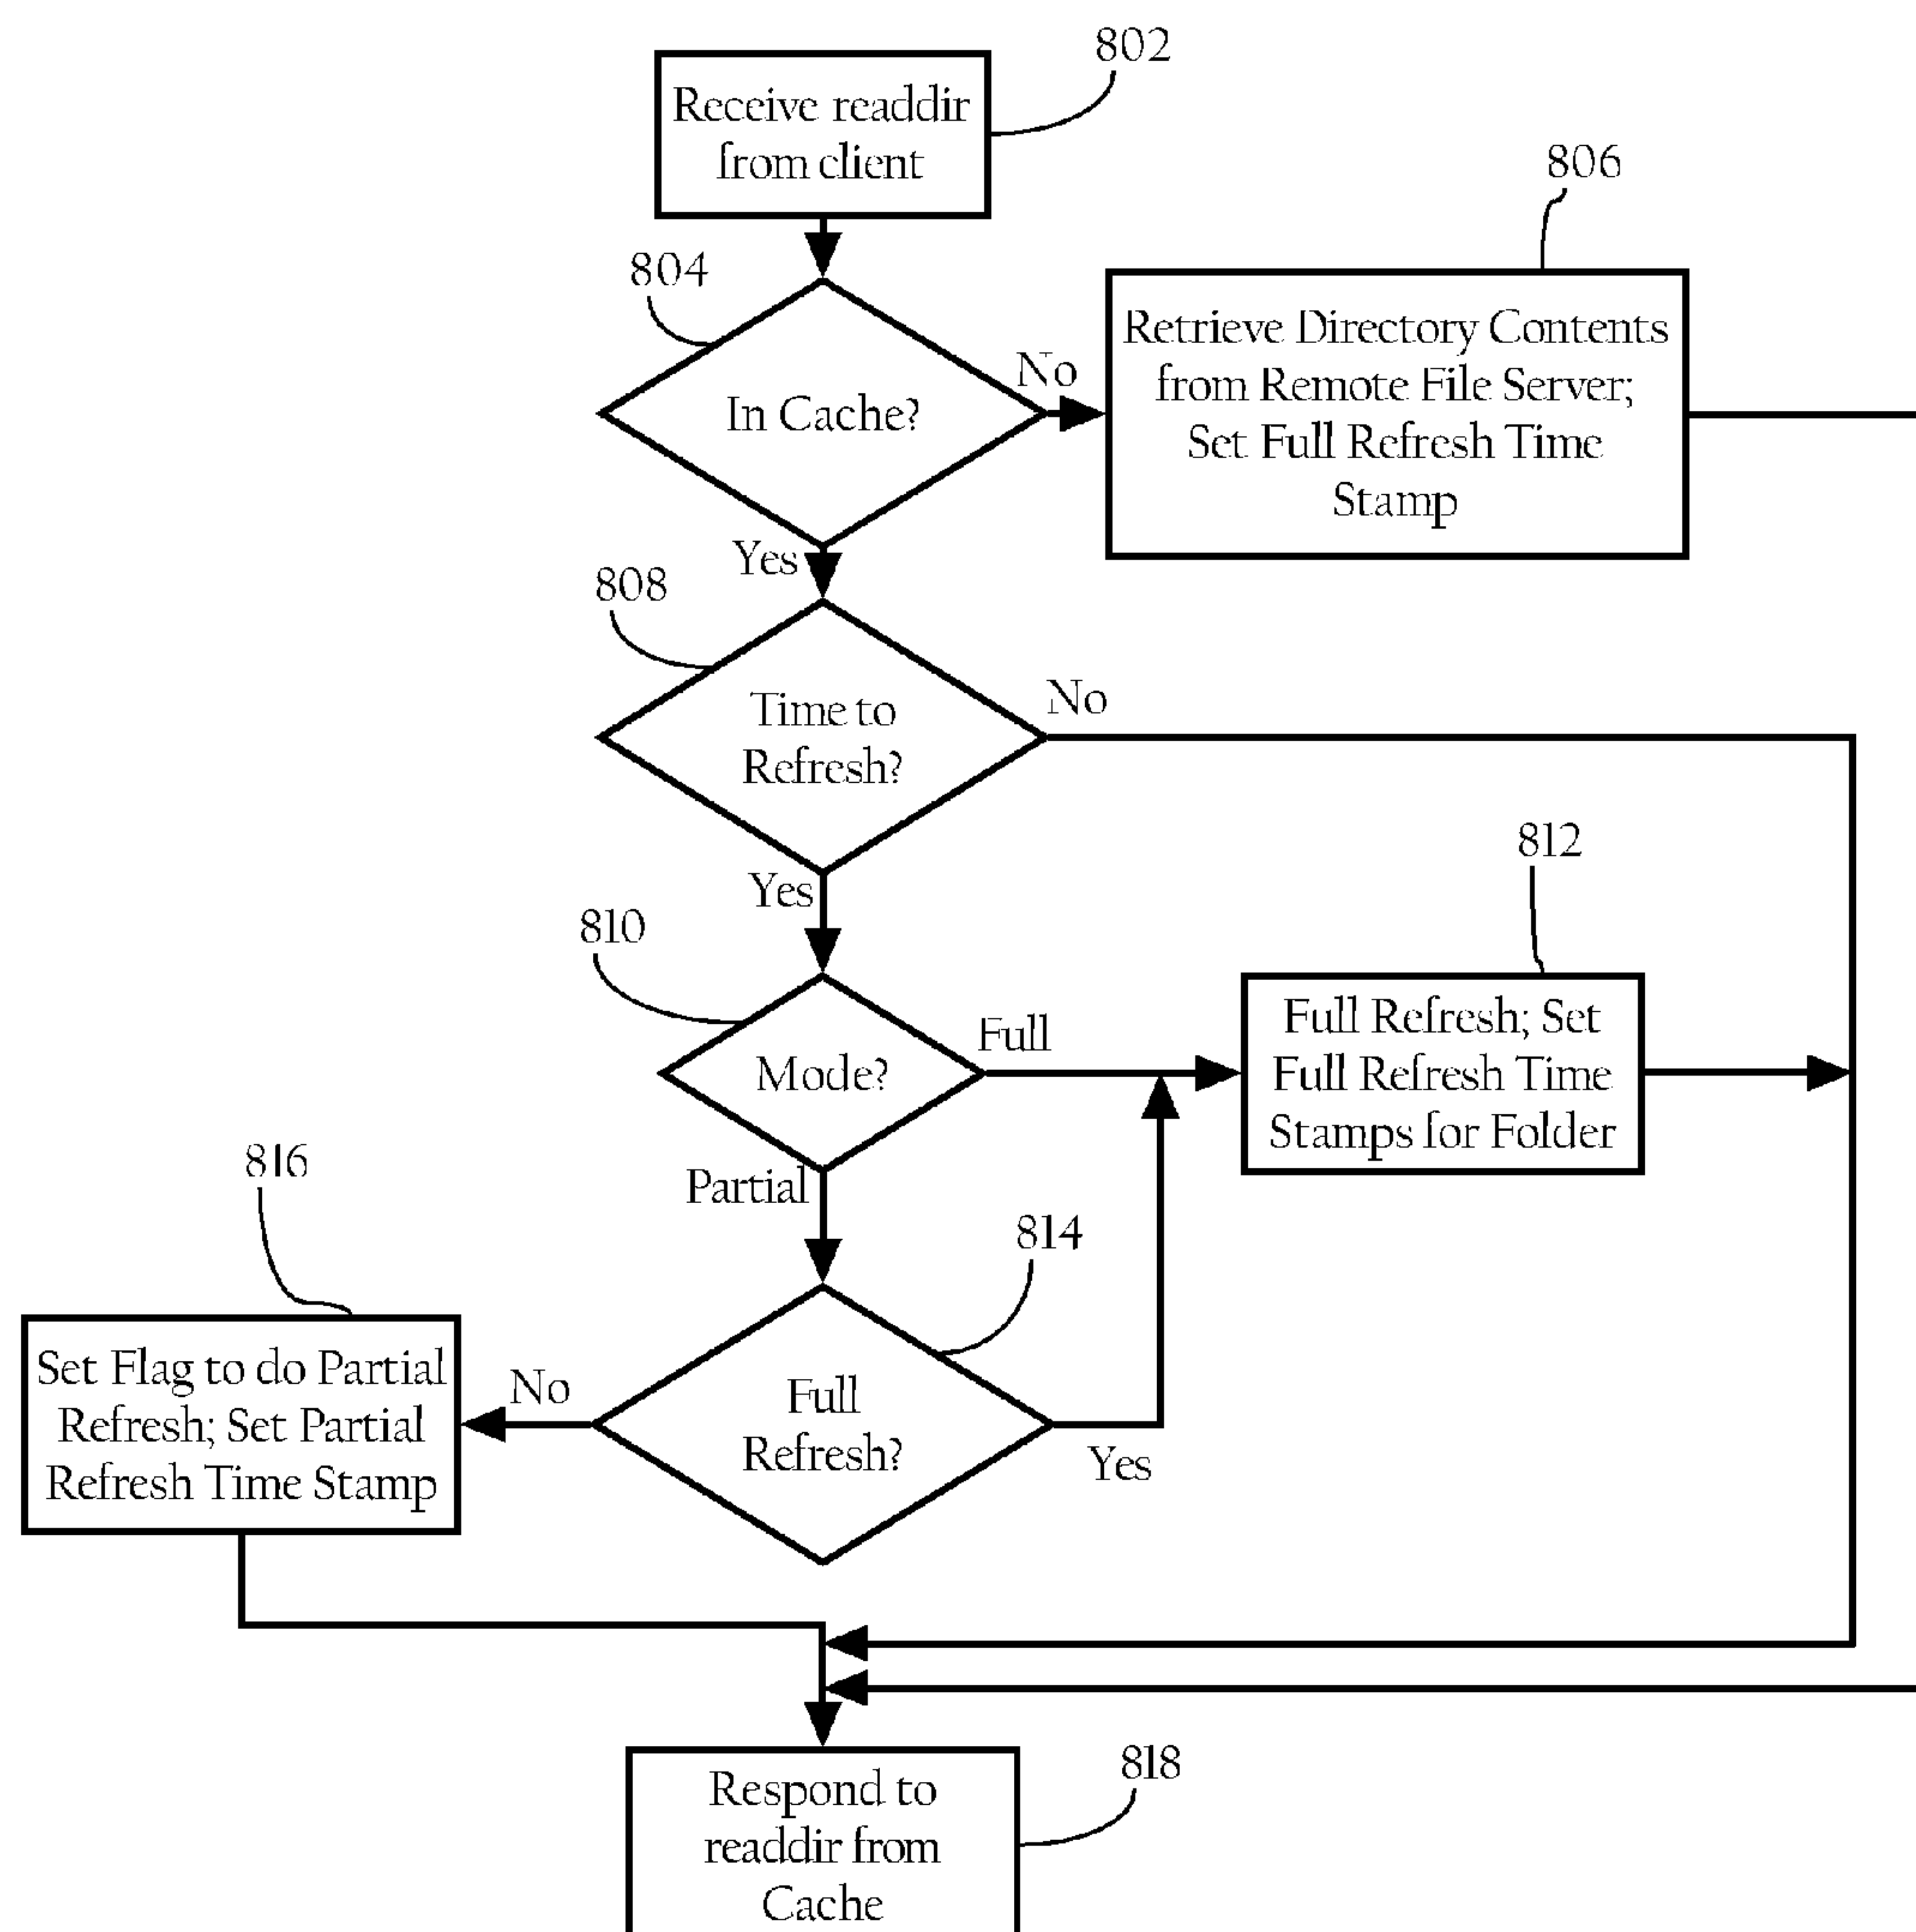 802
Receive readdir
from client
806
804
Retrieve Directory Contents
from Remote File Server;
Set Full Refresh Time
Stamp
No
In Cache?
Yes
808
No
Time to
Refresh?
812
Yes
810
Full Refresh; Set
Full Refresh Time
Stamps for Folder
Full
Mode?
816
Partial
814
Set Flag to do Partial
Refresh; Set Partial
Refresh Time Stamp
No
Full
Refresh?
Yes
818
Respond to
readdir from
Cache